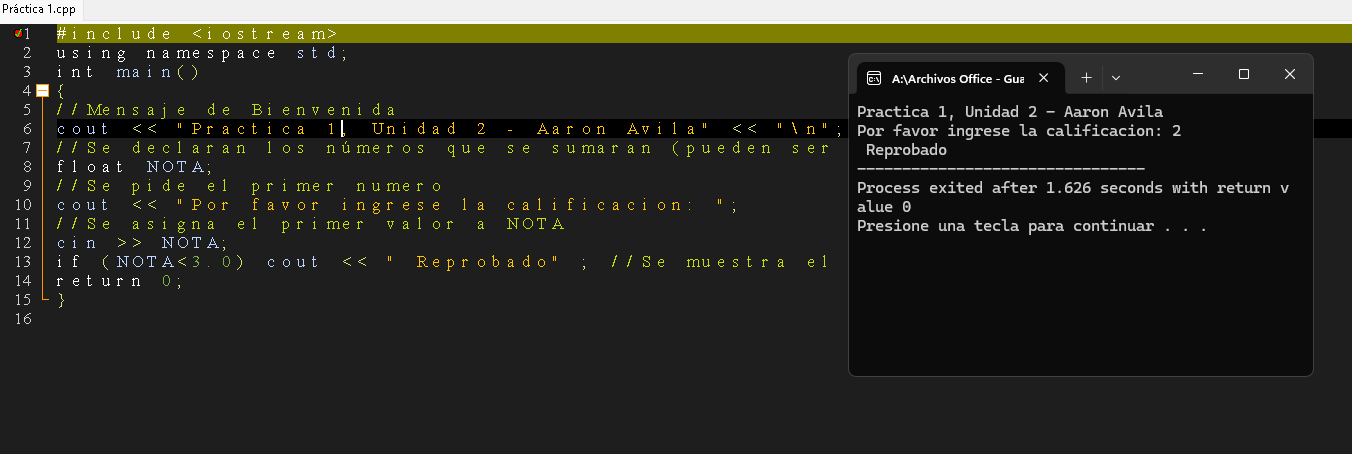 Práctica 1.cpp
1 #include <iostream>
2 using namespace std;
3 int main()
4 {
5 //Mensaje de Bienvenida
6 cout << "Practica 1, Unidad 2 - Aaron Avila" << "\n";
7 //Se declaran los números que se sumaran (pueden ser
8 float NOTA;
9 //Se pide el primer numero
10 cout << "Por favor ingrese la calificacion: ";
11 //Se asigna el primer valor a NOTA
12 cin >> NOTA;
13 if (NOTA<3.0) cout << " Reprobado" ; //Se muestra el
14 return 0;
15 }
16
A:\Archivos Office - Gua
Practica 1, Unidad 2 - Aaron Avila
Por favor ingrese la calificacion: 2
 Reprobado
--------------------------------
Process exited after 1.626 seconds with return v
alue 0
Presione una tecla para continuar . . .